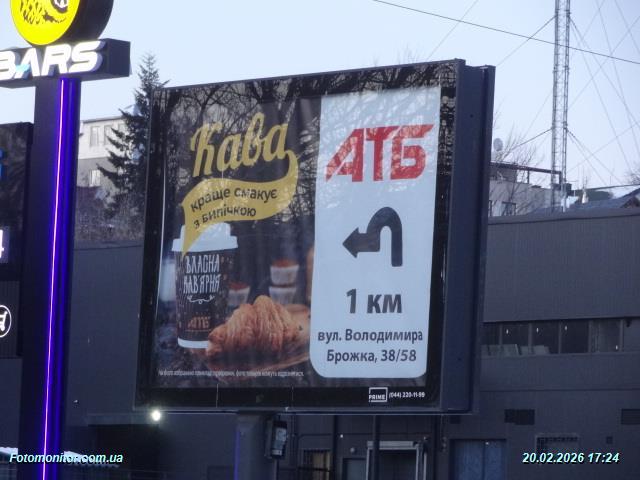 BARS
Кава
краще смакує
з випічкою
ВЛАСНА
КАВ'ЯРНЯ
АТБ
АТБ
1 км
вул. Володимира
Брожка, 38/58
PRIME (044) 220-11-99
Fotomonitor.com.ua
20.02.2026 17:24